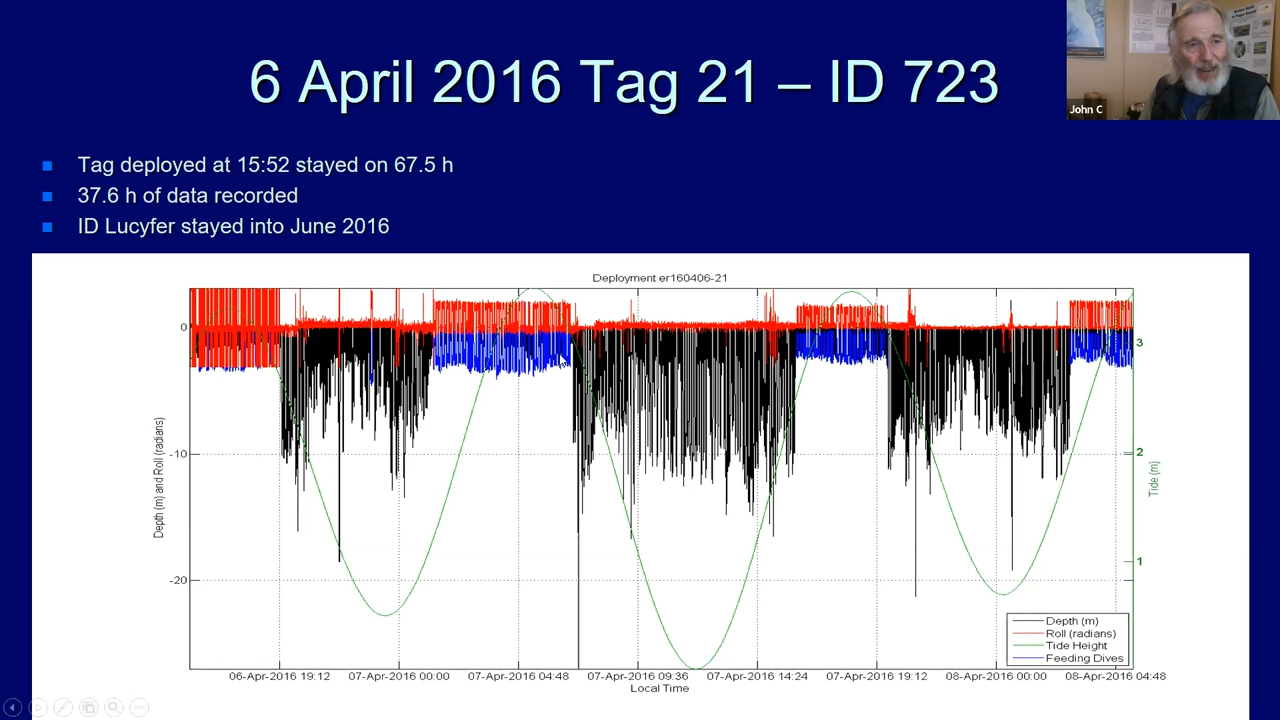 6 April 2016 Tag 21 – ID 723
John C
Tag deployed at 15:52 stayed on 67.5 h
37.6 h of data recorded
ID Lucyfer stayed into June 2016
Deployment er160406-21
0
-10
-20
Depth (m) and Roll (radians)
3
2
1
Tide (m)
Depth (m)
Roll (radians)
Tide Height
Feeding Dives
06-Apr-2016 19:12 07-Apr-2016 00:00 07-Apr-2016 04:48 07-Apr-2016 09:36 07-Apr-2016 14:24 07-Apr-2016 19:12 08-Apr-2016 00:00 08-Apr-2016 04:48
Local Time